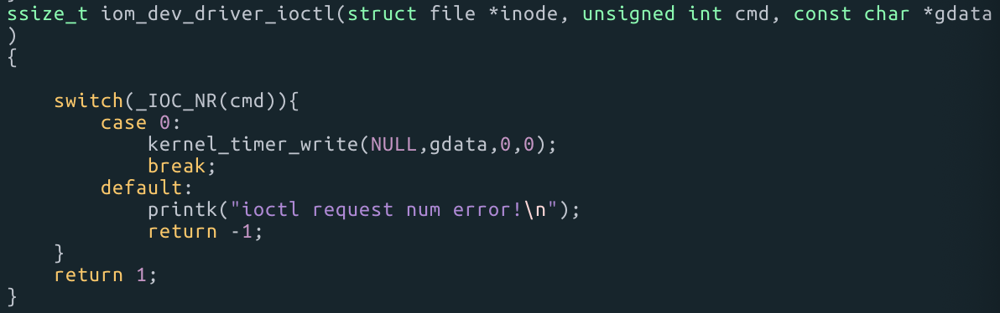 ssize_t iom_dev_driver_ioctl(struct file *inode, unsigned int cmd, const char *gdata
)
{
    switch(_IOC_NR(cmd)){
        case 0:
            kernel_timer_write(NULL,gdata,0,0);
            break;
        default:
            printk("ioctl request num error!\n");
            return -1;
    }
    return 1;
}